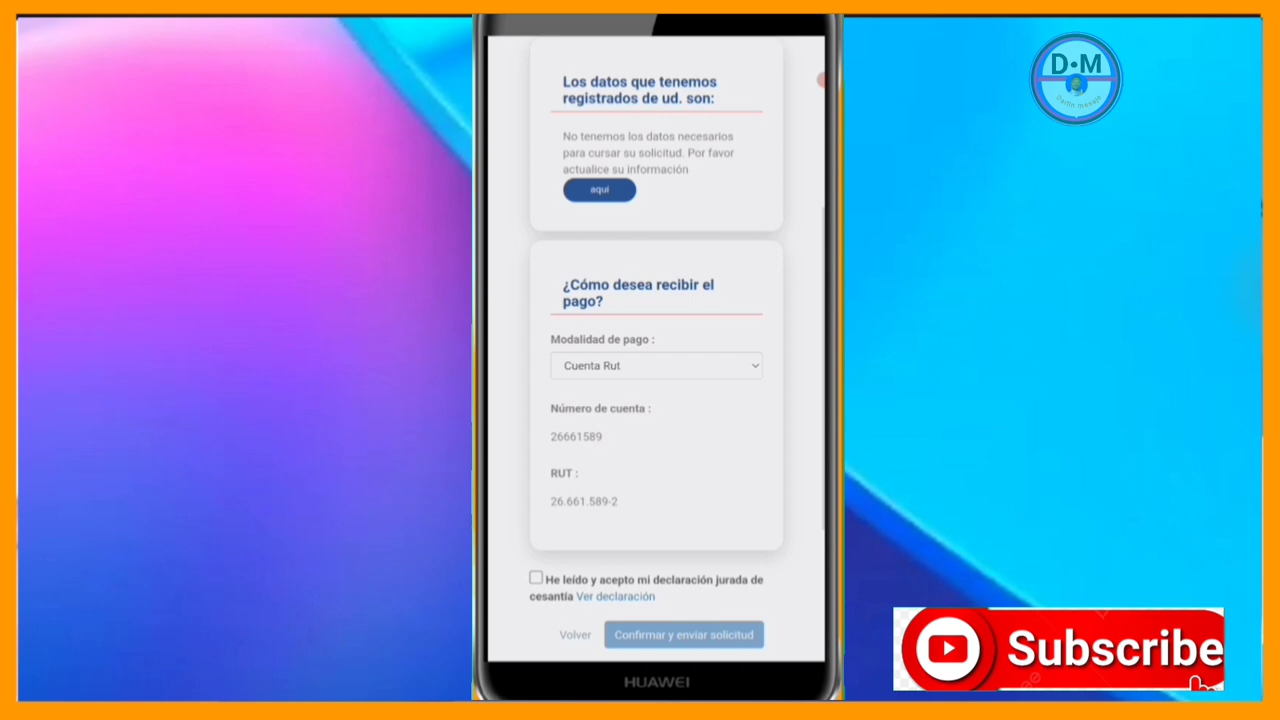 Los datos que tenemos
registrados de ud. son:
No tenemos los datos necesarios
para cursar su solicitud. Por favor
actualice su información
aquí
¿Cómo desea recibir el
pago?
Modalidad de pago :
Cuenta Rut
Número de cuenta :
26661589
RUT :
26.661.589-2
He leído y acepto mi declaración jurada de
cesantía Ver declaración
Volver
Confirmar y enviar solicitud
HUAWEI
D·M
Subscribe